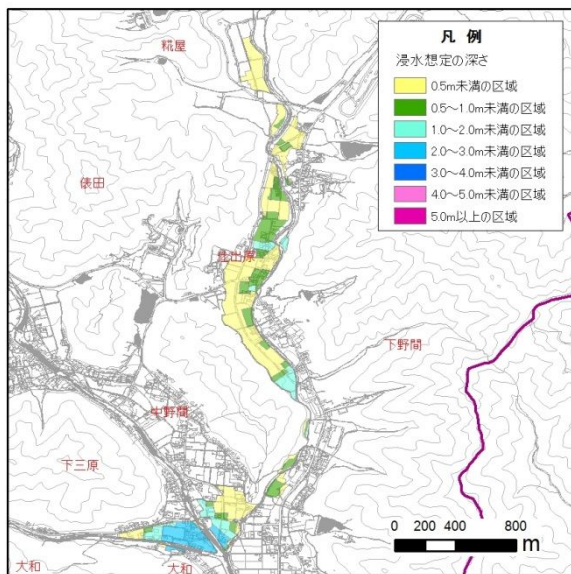 凡 例
浸水想定の深さ
0.5m未満の区域
0.5～1.0m未満の区域
1.0～2.0m未満の区域
2.0～3.0m未満の区域
3.0～4.0m未満の区域
4.0～5.0m未満の区域
5.0m以上の区域
糀屋
俵田
仕出原
下野間
中野間
下三原
大和
大和
0 200 400 800
m